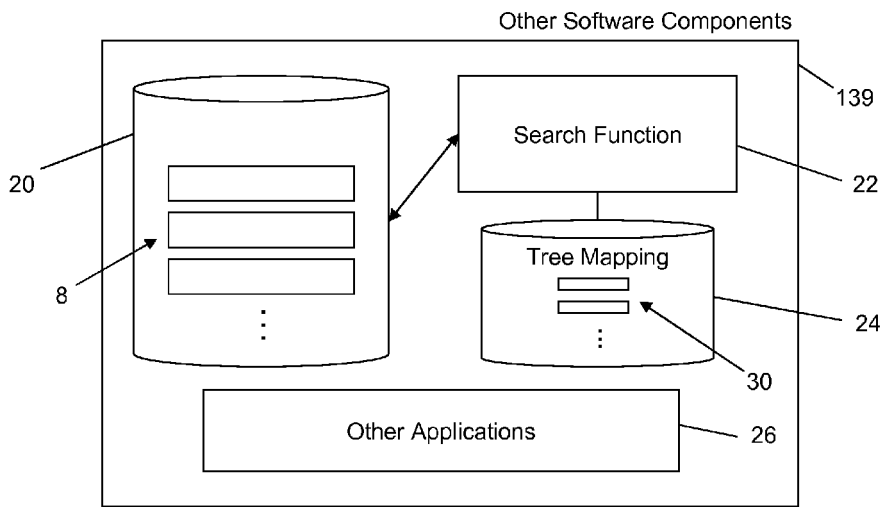 Other Software Components
139
Search Function
20
22
Tree Mapping
8
24
30
Other Applications
26